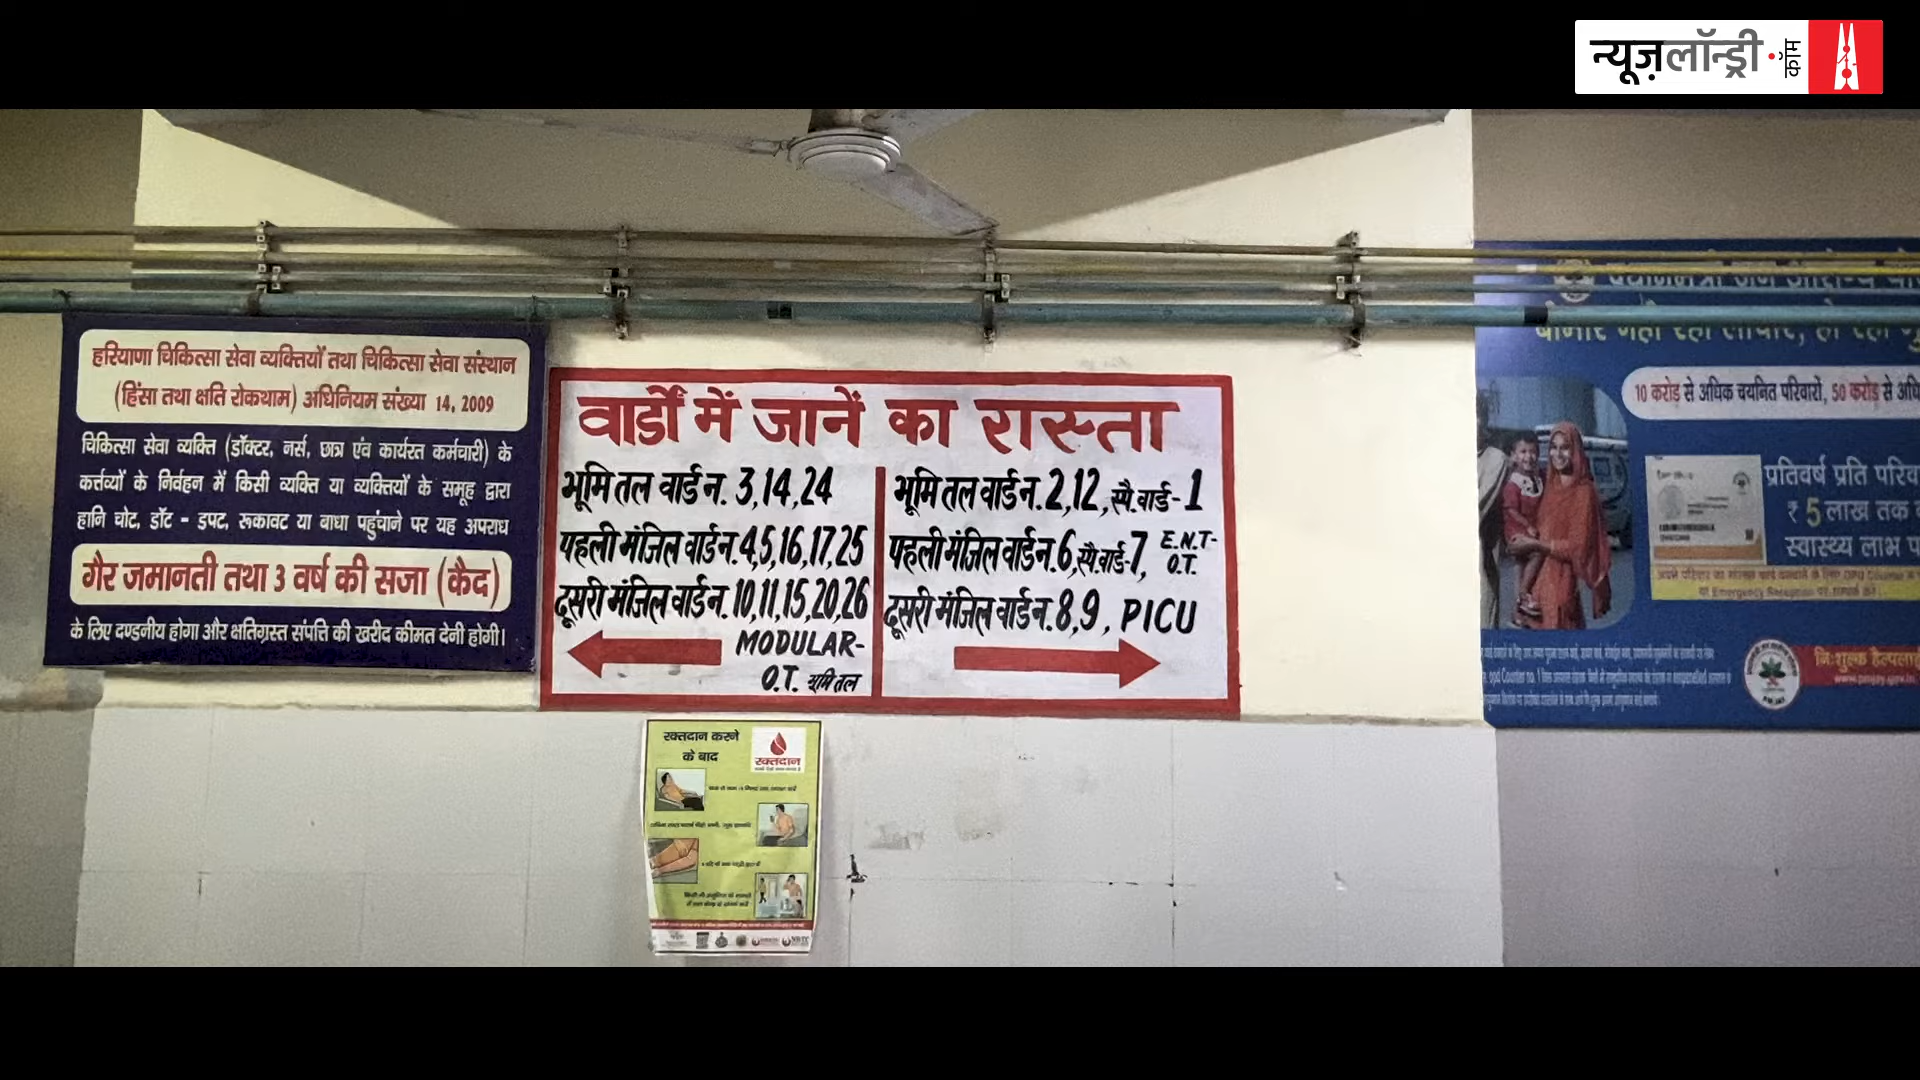 न्यूज़लॉन्ड्री.कॉम
हरियाणा चिकित्सा सेवा व्यक्तियों तथा चिकित्सा सेवा संस्थान
(हिंसा तथा क्षति रोकथाम) अधिनियम संख्या 14, 2009
चिकित्सा सेवा व्यक्ति (डॉक्टर, नर्स, छात्र एंव कार्यरत कर्मचारी) के
कर्त्तव्यों के निर्वहन में किसी व्यक्ति या व्यक्तियों के समूह द्वारा
हानि चोट, डॉट - डपट, रूकावट या बाधा पहुंचाने पर यह अपराध
गैर जमानती तथा 3 वर्ष की सजा (कैद)
के लिए दण्डनीय होगा और क्षतिग्रस्त संपत्ति की खरीद कीमत देनी होगी।
वार्डों में जानें का रास्ता
भूमि तल वार्ड न. 3,14,24
पहली मंजिल वार्ड न. 4,5,16,17,25
दूसरी मंजिल वार्ड न. 10,11,15,20,26
MODULAR-
O.T. भूमि तल
भूमि तल वार्ड न. 2,12, स्पै. वार्ड - 1
पहली मंजिल वार्ड न. 6, स्पै. वार्ड- 7, E.N.T-
O.T.
दूसरी मंजिल वार्ड न. 8,9, PICU
10 करोड़ से अधिक चयनित परिवारों, 50 करोड़ से
प्रतिवर्ष प्रति
₹ 5 लाख तक
स्वास्थ्य लाभ
निःशुल्क
www.pmjay.gov.in
रक्तदान करने
के बाद
रक्तदान